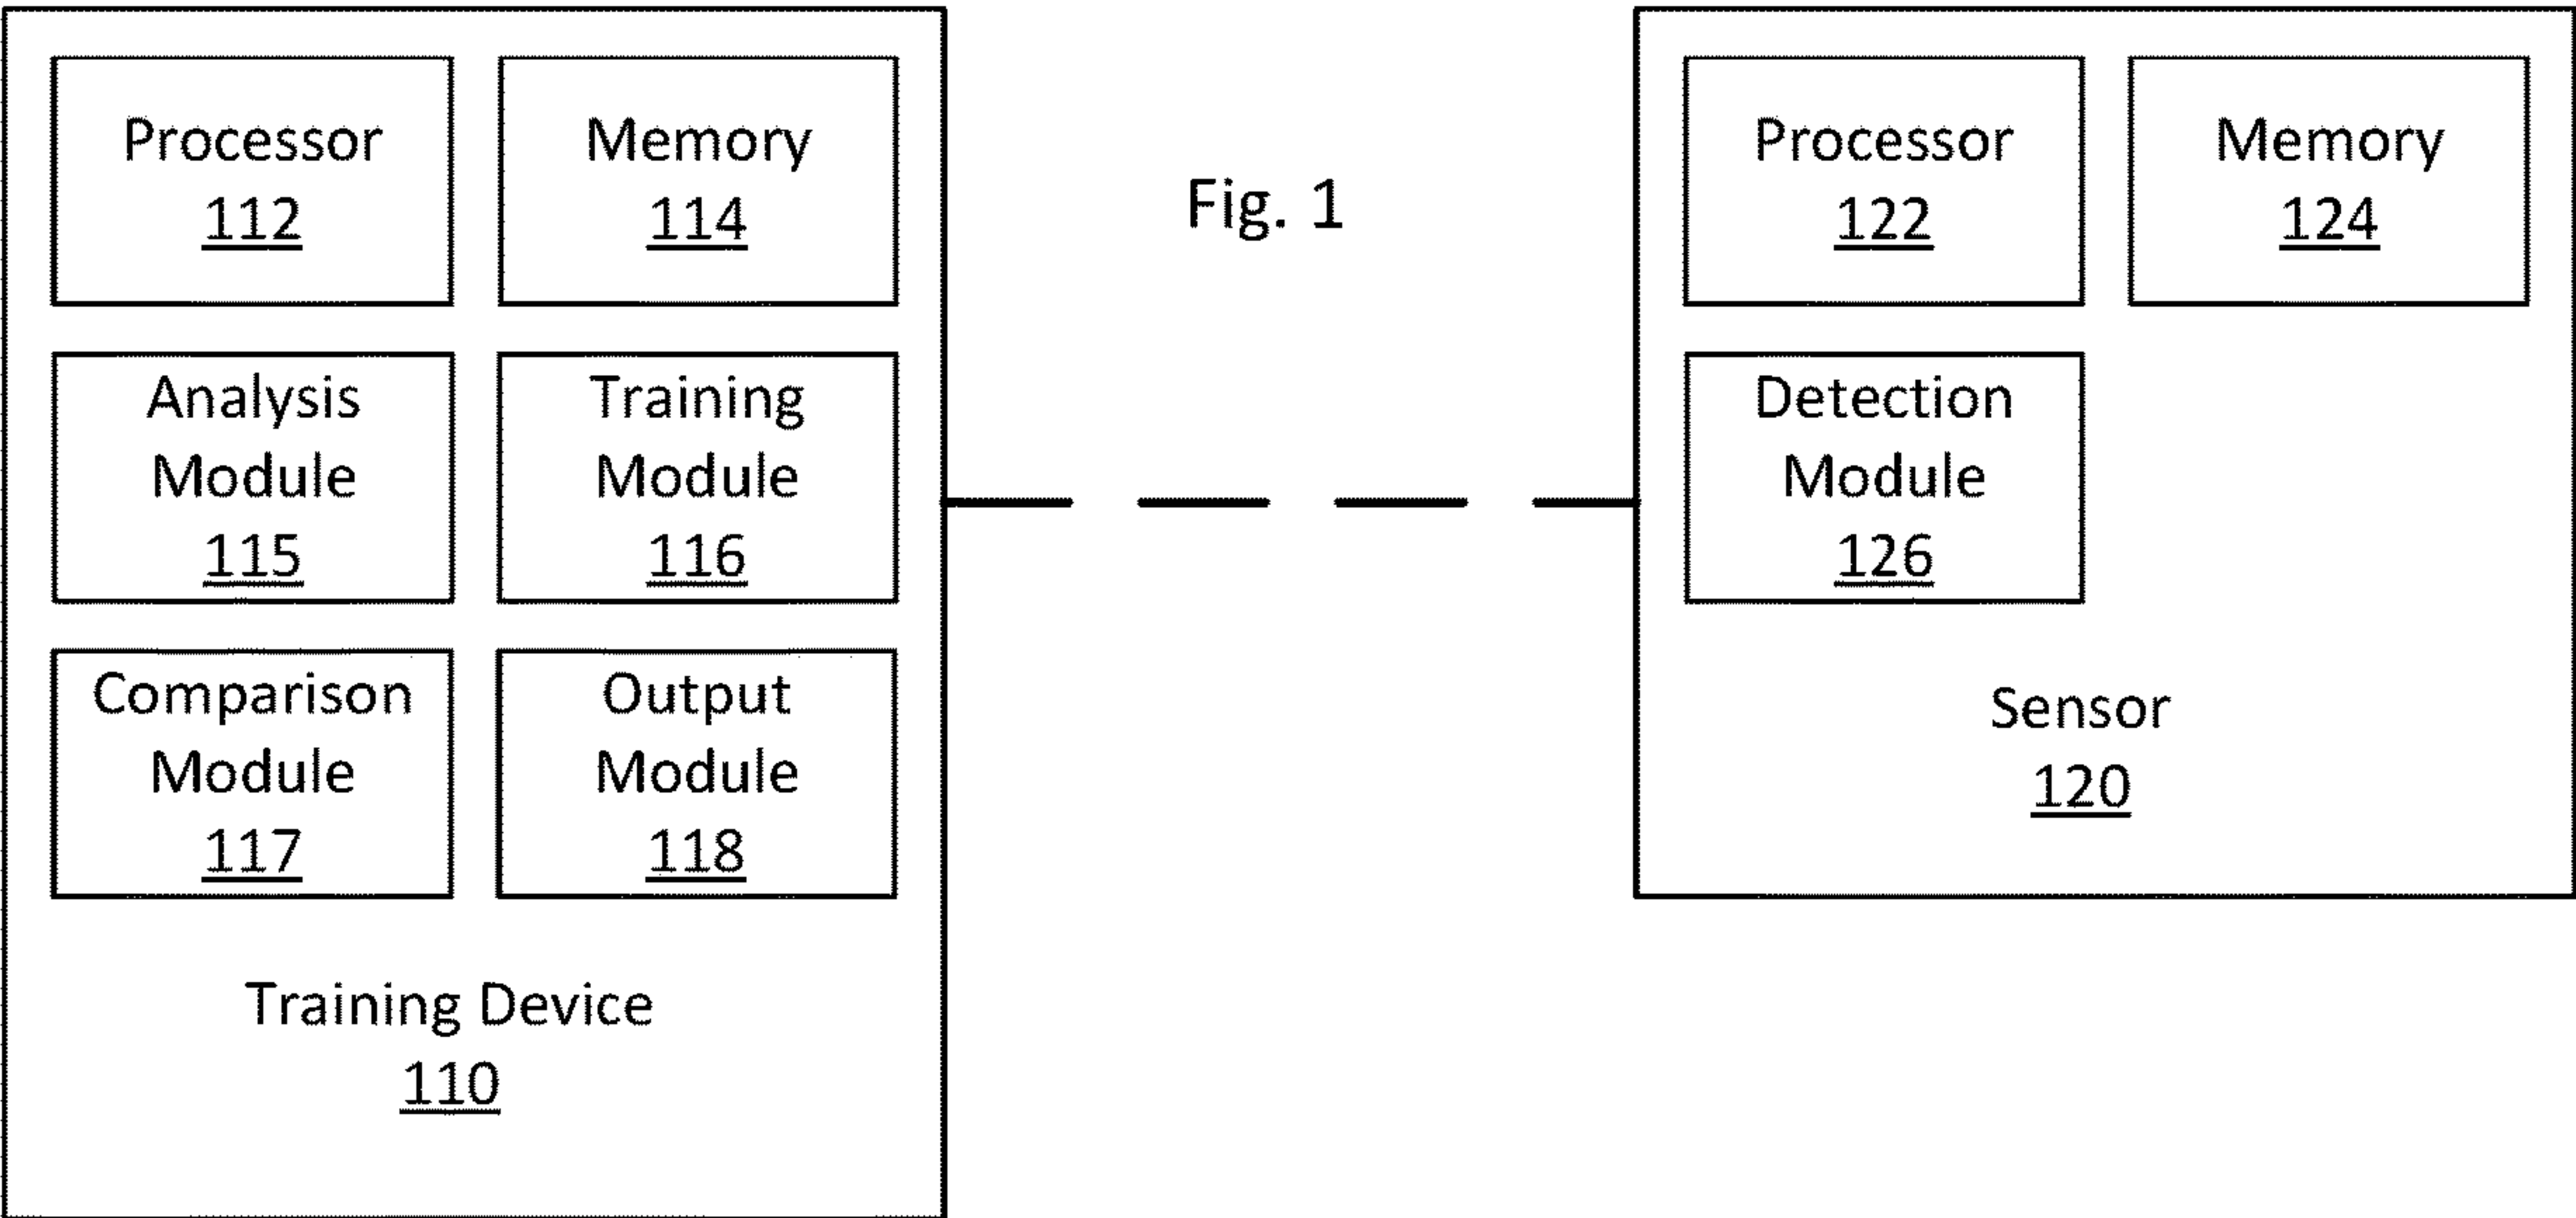 Processor
112
Memory
114
Analysis
Module
115
Training
Module
116
Comparison
Module
117
Output
Module
118
Training Device
110
Fig. 1
Processor
122
Memory
124
Detection
Module
126
Sensor
120